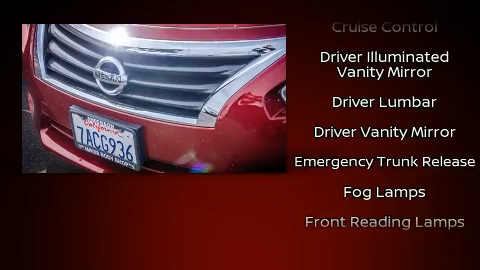 NISSAN
California
7ACG936
Cruise Control
Driver Illuminated
Vanity Mirror
Driver Lumbar
Driver Vanity Mirror
Emergency Trunk Release
Fog Lamps
Front Reading Lamps